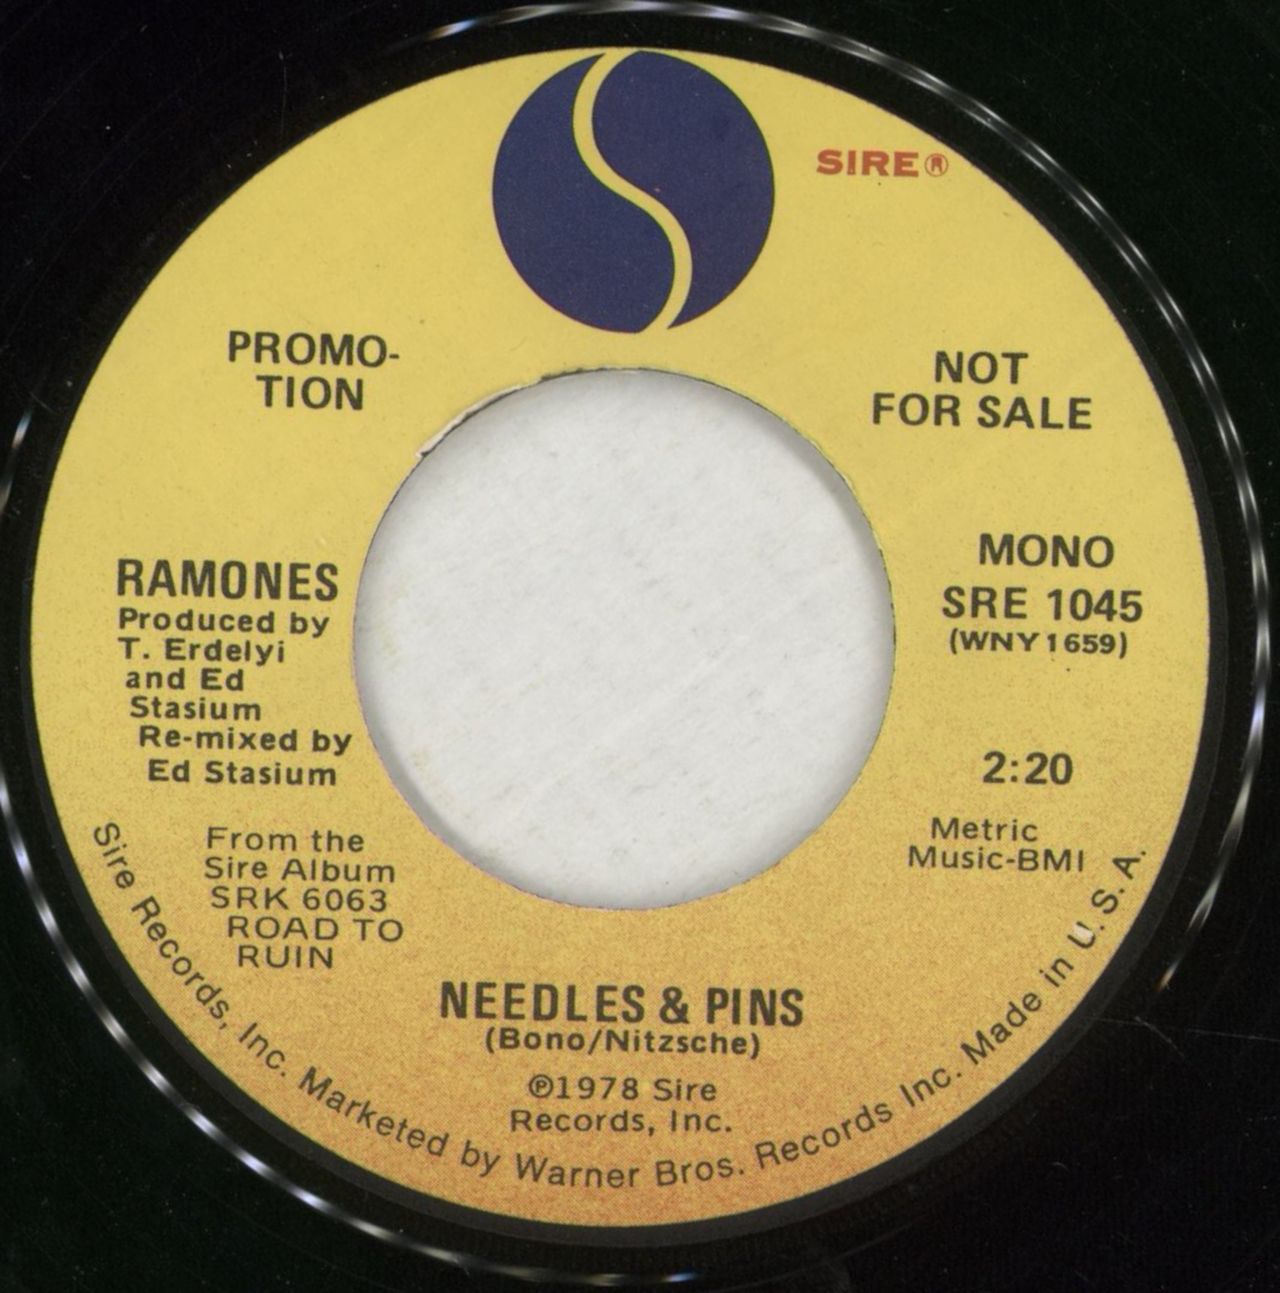 SIRE®
PROMO-
TION
NOT
FOR SALE
RAMONES
Produced by
T. Erdelyi
and Ed
Stasium
Re-mixed by
Ed Stasium
MONO
SRE 1045
(WNY 1659)
2:20
Metric
Music-BMI
From the
Sire Album
SRK 6063
ROAD TO
RUIN
NEEDLES & PINS
(Bono/Nitzsche)
℗1978 Sire
Records, Inc.
Sire Records, Inc. Marketed by Warner Bros. Records Inc. Made in U.S.A.